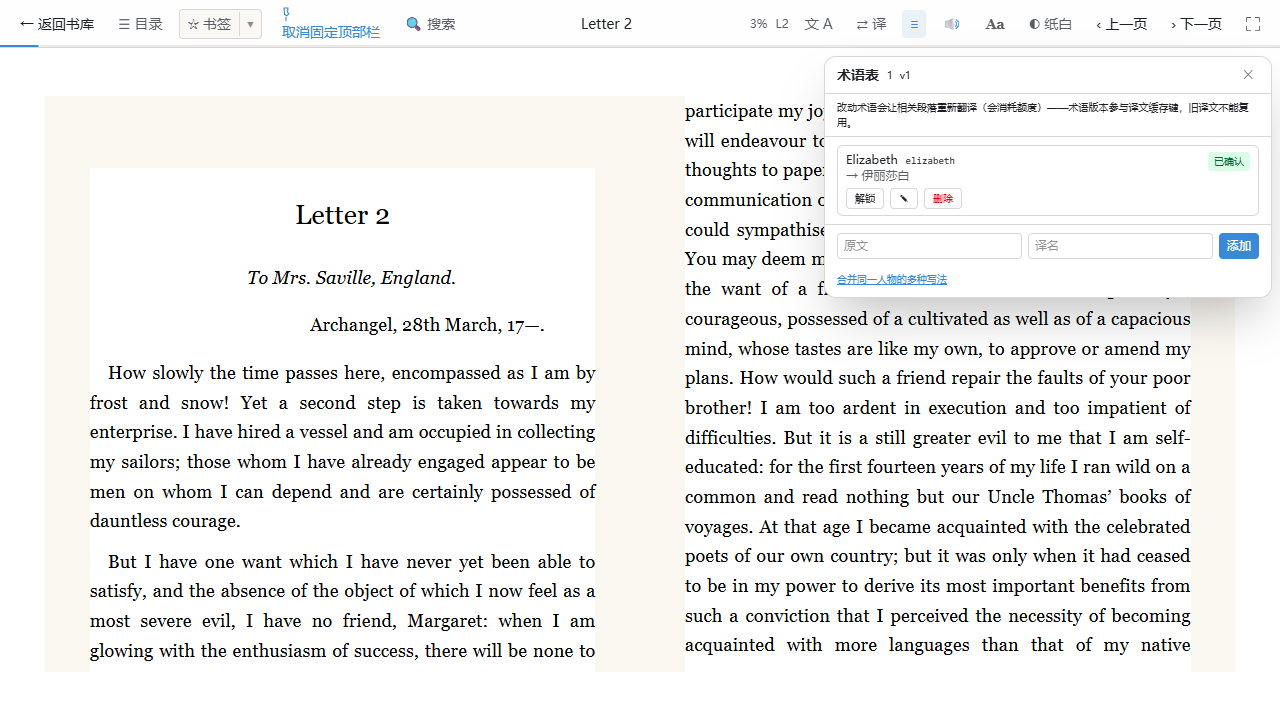 ← 返回书库 ☰ 目录 ☆ 书签 ▾ 取消固定顶部栏 🔍 搜索 Letter 2 3% L2 文 A ⇄ 译 ≡ Aa ◐ 纸白 ‹ 上一页 › 下一页
Letter 2
To Mrs. Saville, England.
Archangel, 28th March, 17—.
How slowly the time passes here, encompassed as I am by
frost and snow! Yet a second step is taken towards my
enterprise. I have hired a vessel and am occupied in collecting
my sailors; those whom I have already engaged appear to be
men on whom I can depend and are certainly possessed of
dauntless courage.
But I have one want which I have never yet been able to
satisfy, and the absence of the object of which I now feel as a
most severe evil, I have no friend, Margaret: when I am
glowing with the enthusiasm of success, there will be none to
participate my
will endeavour
thoughts to
communication
could sympathise
You may deem
the want of a
courageous, possessed of a cultivated as well as of a capacious
mind, whose tastes are like my own, to approve or amend my
plans. How would such a friend repair the faults of your poor
brother! I am too ardent in execution and too impatient of
difficulties. But it is a still greater evil to me that I am self-
educated: for the first fourteen years of my life I ran wild on a
common and read nothing but our Uncle Thomas’ books of
voyages. At that age I became acquainted with the celebrated
poets of our own country; but it was only when it had ceased
to be in my power to derive its most important benefits from
such a conviction that I perceived the necessity of becoming
acquainted with more languages than that of my native
术语表 1 v1 ×
改动术语会让相关段落重新翻译（会消耗额度）——术语版本参与译文缓存键，旧译文不能复
用。
Elizabeth elizabeth 已确认
→ 伊丽莎白
解锁 删除
原文 译名 添加
合并同一人物的多种写法